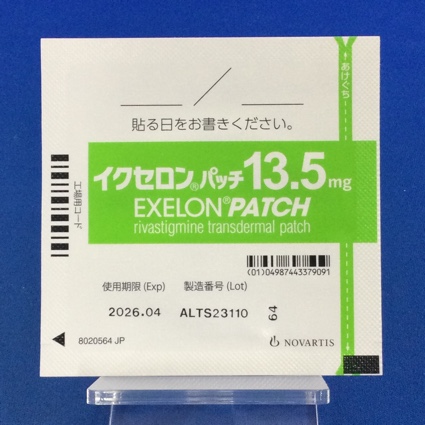 あけぐち
／
貼る日をお書きください。
イクセロン®パッチ13.5mg
EXELON® PATCH
rivastigmine transdermal patch
工場用コード
(01)04987443379091
使用期限 (Exp) 製造番号 (Lot)
2026.04 ALTS23110
64
8020564 JP
NOVARTIS